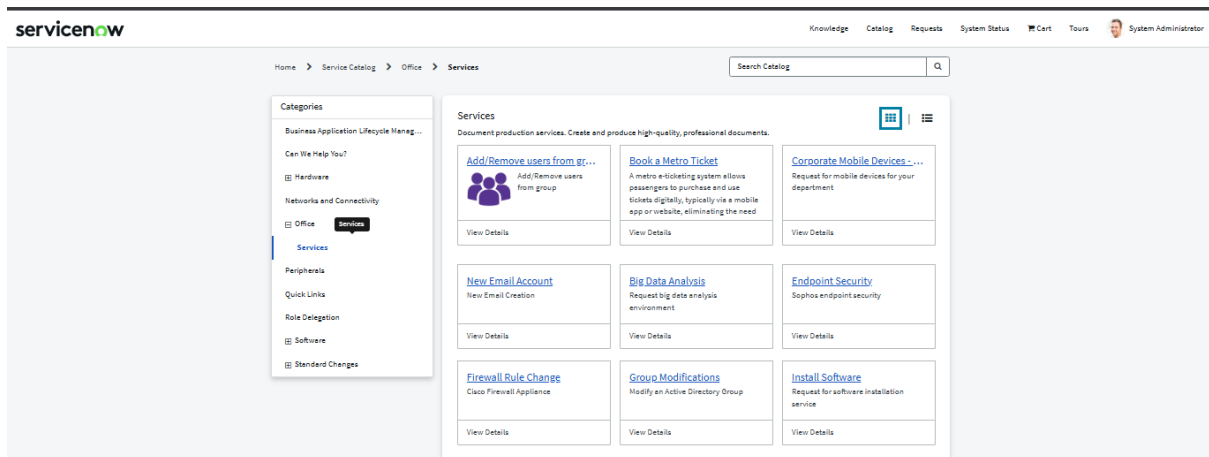 servicenow
Knowledge Catalog Requests System Status Cart Tours System Administrator
Home > Service Catalog > Office > Services
Search Catalog
Categories
Business Application Lifecycle Manag...
Can We Help You?
Hardware
Networks and Connectivity
Office
Services
Services
Peripherals
Quick Links
Role Delegation
Software
Standard Changes
Services
Document production services. Create and produce high-quality, professional documents.
Add/Remove users from gr...
Add/Remove users
from group
View Details
Book a Metro Ticket
A metro e-ticketing system allows
passengers to purchase and use
tickets digitally, typically via a mobile
app or website, eliminating the need
View Details
Corporate Mobile Devices - ...
Request for mobile devices for your
department
View Details
New Email Account
New Email Creation
View Details
Big Data Analysis
Request big data analysis
environment
View Details
Endpoint Security
Sophos endpoint security
View Details
Firewall Rule Change
Cisco Firewall Appliance
View Details
Group Modifications
Modify an Active Directory Group
View Details
Install Software
Request for software installation
service
View Details